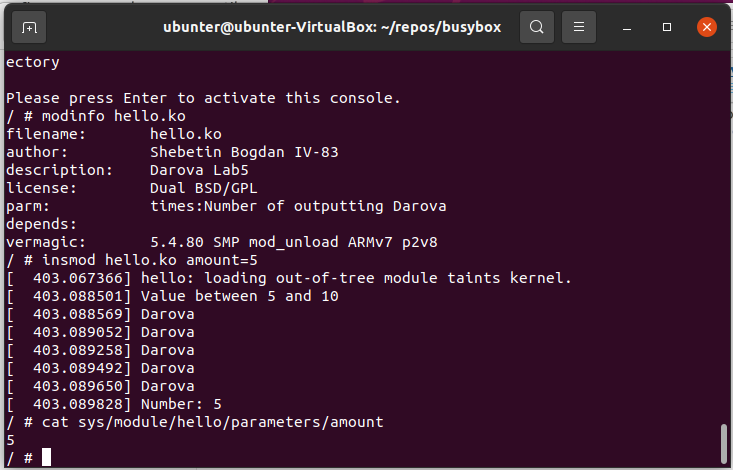 ubunter@ubunter-VirtualBox: ~/repos/busybox
ectory
Please press Enter to activate this console.
/ # modinfo hello.ko
filename:       hello.ko
author:         Shebetin Bogdan IV-83
description:    Darova Lab5
license:        Dual BSD/GPL
parm:           times:Number of outputting Darova
depends:
vermagic:       5.4.80 SMP mod_unload ARMv7 p2v8
/ # insmod hello.ko amount=5
[  403.067366] hello: loading out-of-tree module taints kernel.
[  403.088501] Value between 5 and 10
[  403.088569] Darova
[  403.089052] Darova
[  403.089258] Darova
[  403.089492] Darova
[  403.089650] Darova
[  403.089828] Number: 5
/ # cat sys/module/hello/parameters/amount
5
/ #